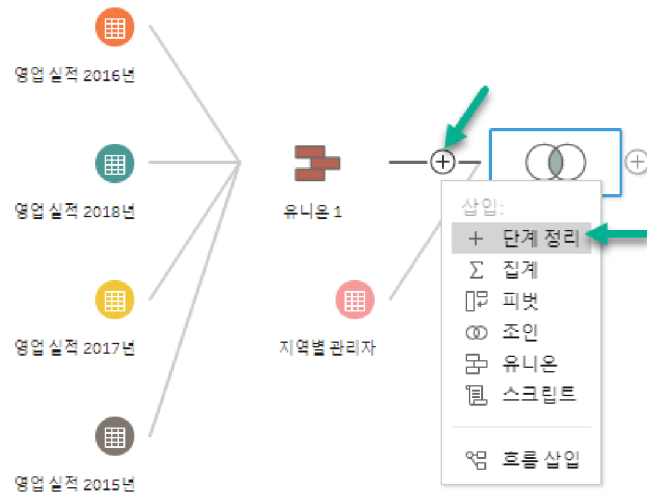 영업 실적 2016년
영업 실적 2018년
유니온 1
삽입:
단계 정리
집계
피벗
조인
유니온
스크립트
흐름 삽입
영업 실적 2017년
지역별 관리자
영업 실적 2015년